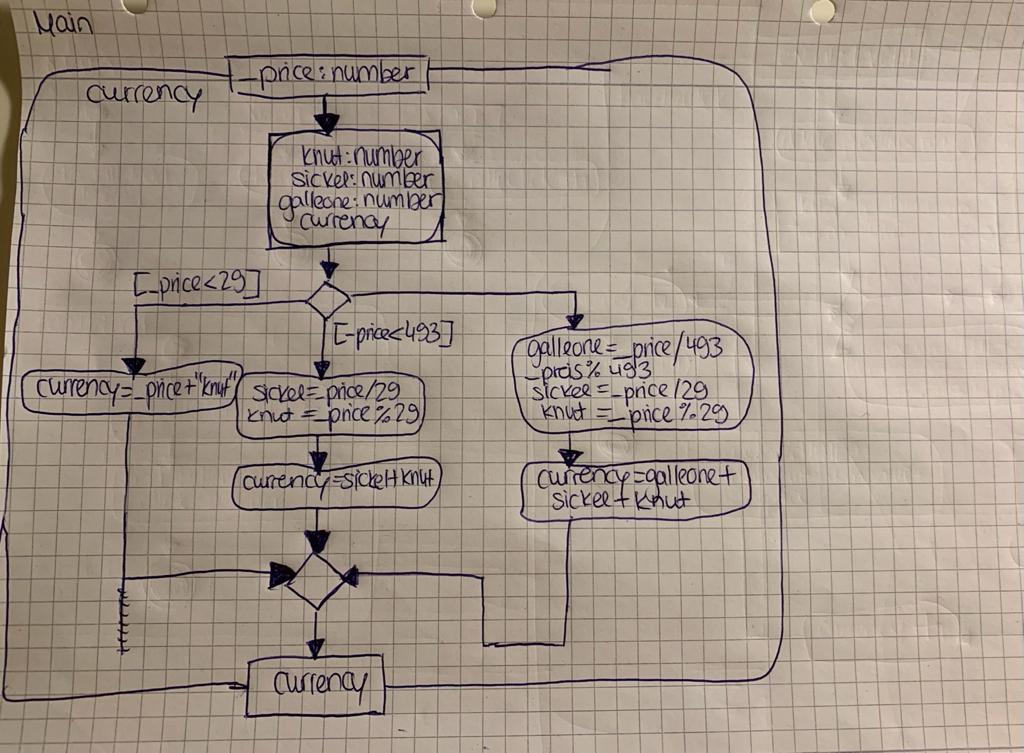 Main
_price:number
currency
knut:number
sickel:number
galleone:number
currency
[_price<29]
[-price<493]
currency=_price+"knut"
sickel=_price/29
knut=_price%29
galleone=_price/493
_preis%493
sickel=_price/29
knut=_price%29
currency=sickel+knut
currency=galleone+
sickel+knut
currency